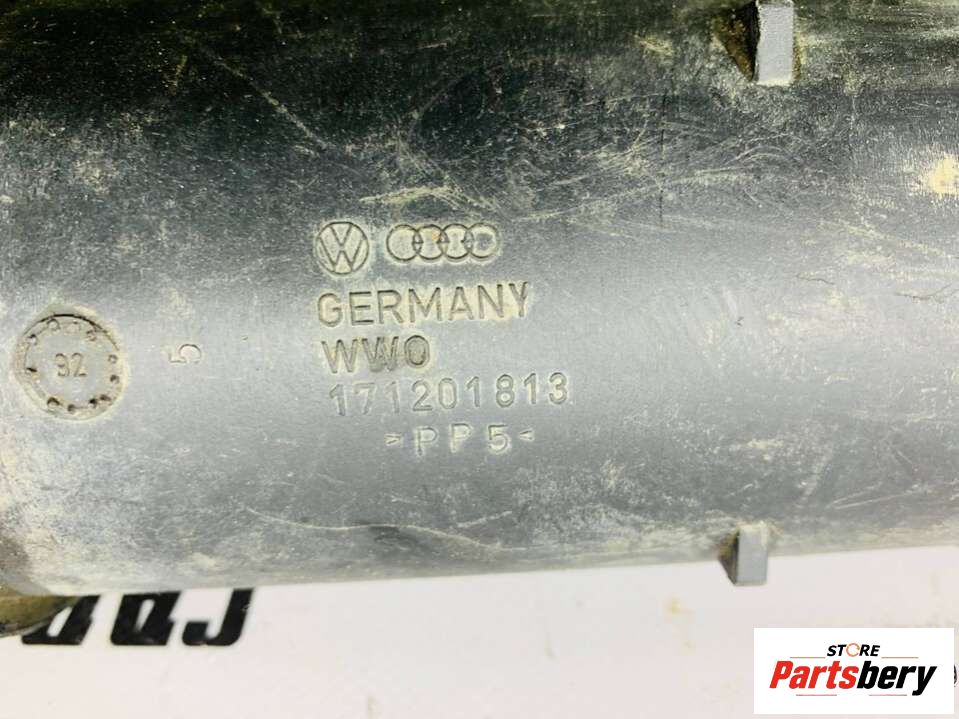 GERMANY
WWO
171201813
>PP5<
92
5
STORE
Partsbery